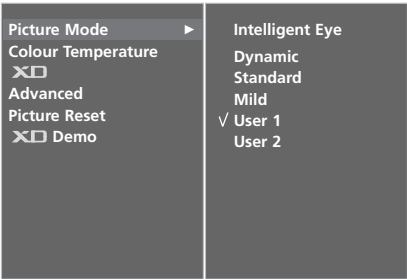 Picture Mode ►
Colour Temperature
XD
Advanced
Picture Reset
XD Demo
Intelligent Eye
Dynamic
Standard
Mild
√ User 1
User 2